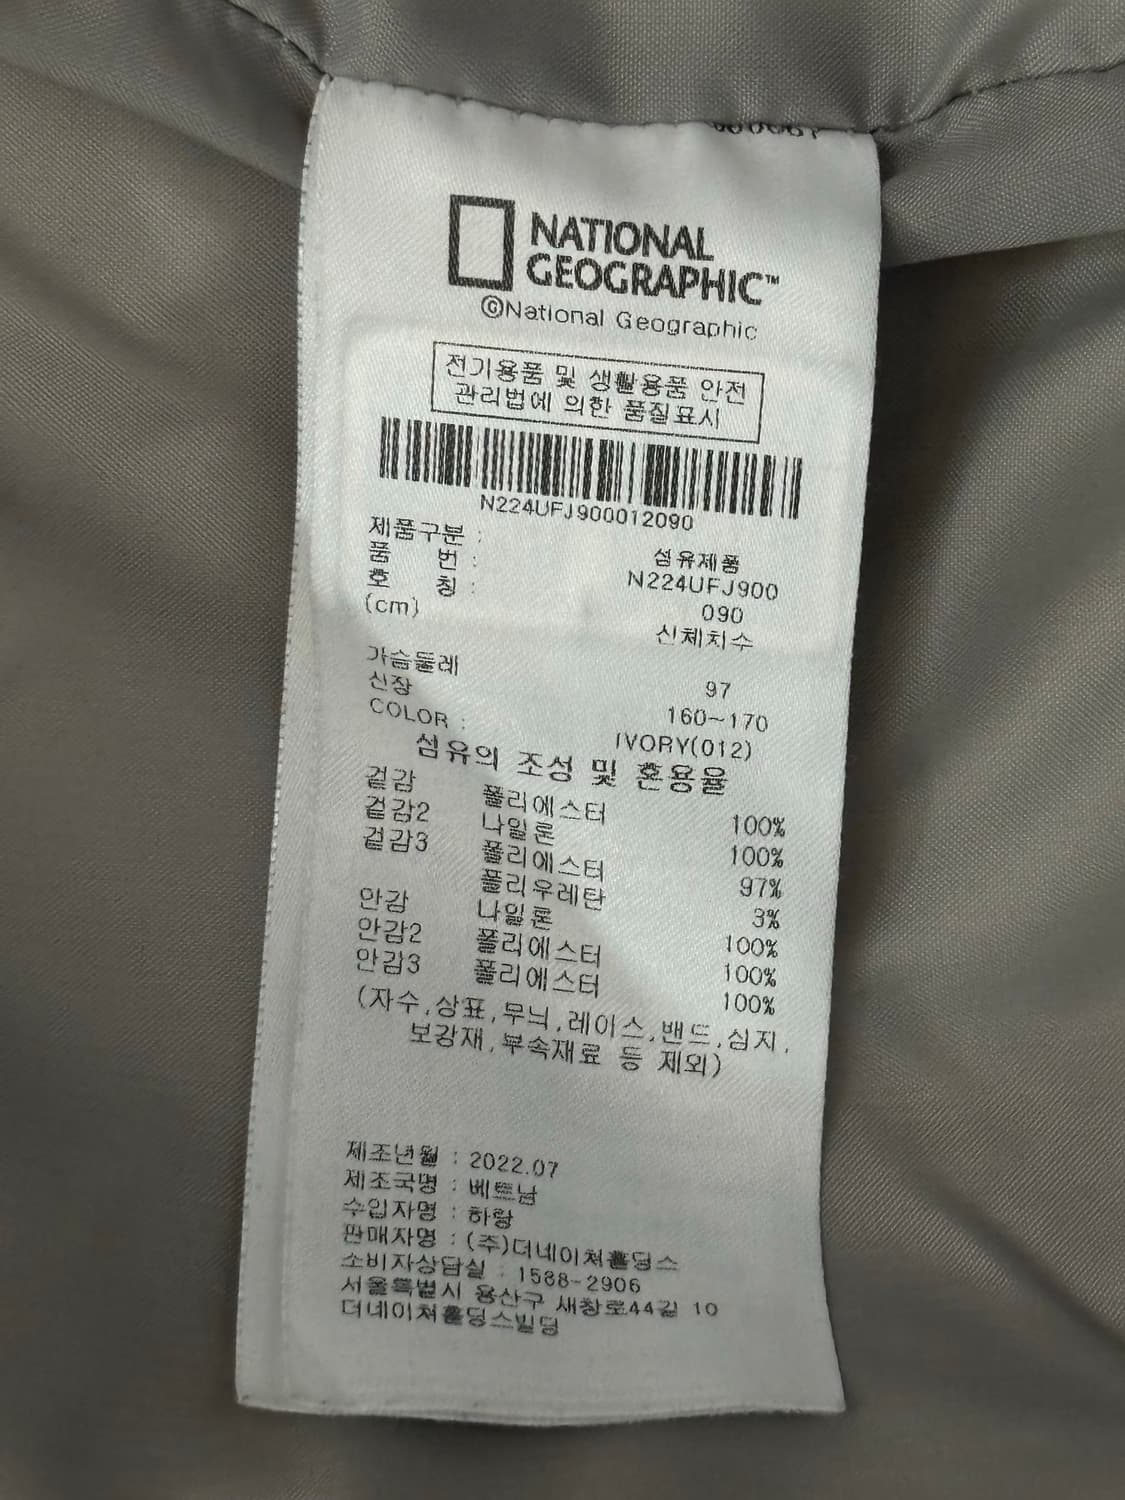 NATIONAL
GEOGRAPHIC™
©National Geographic
전기용품 및 생활용품 안전
관리법에 의한 품질표시
N224UFJ900012090
제품구분 : 섬유제품
품 번 : N224UFJ900
호 칭 : 090
(cm) 신체치수
가슴둘레 97
신장 160~170
COLOR : IVORY(012)
섬유의 조성 및 혼용율
겉감 폴리에스터 100%
겉감2 나일론 100%
겉감3 폴리에스터 97%
폴리우레탄 3%
안감 나일론 100%
안감2 폴리에스터 100%
안감3 폴리에스터 100%
(자수,상표,무늬,레이스,밴드,심지,
보강재,부속재료 등 제외)
제조년월 : 2022.07
제조국명 : 베트남
수입자명 : 하랑
판매자명 : (주)더네이쳐홀딩스
소비자상담실 : 1588-2906
서울특별시 용산구 새창로44길 10
더네이쳐홀딩스빌딩